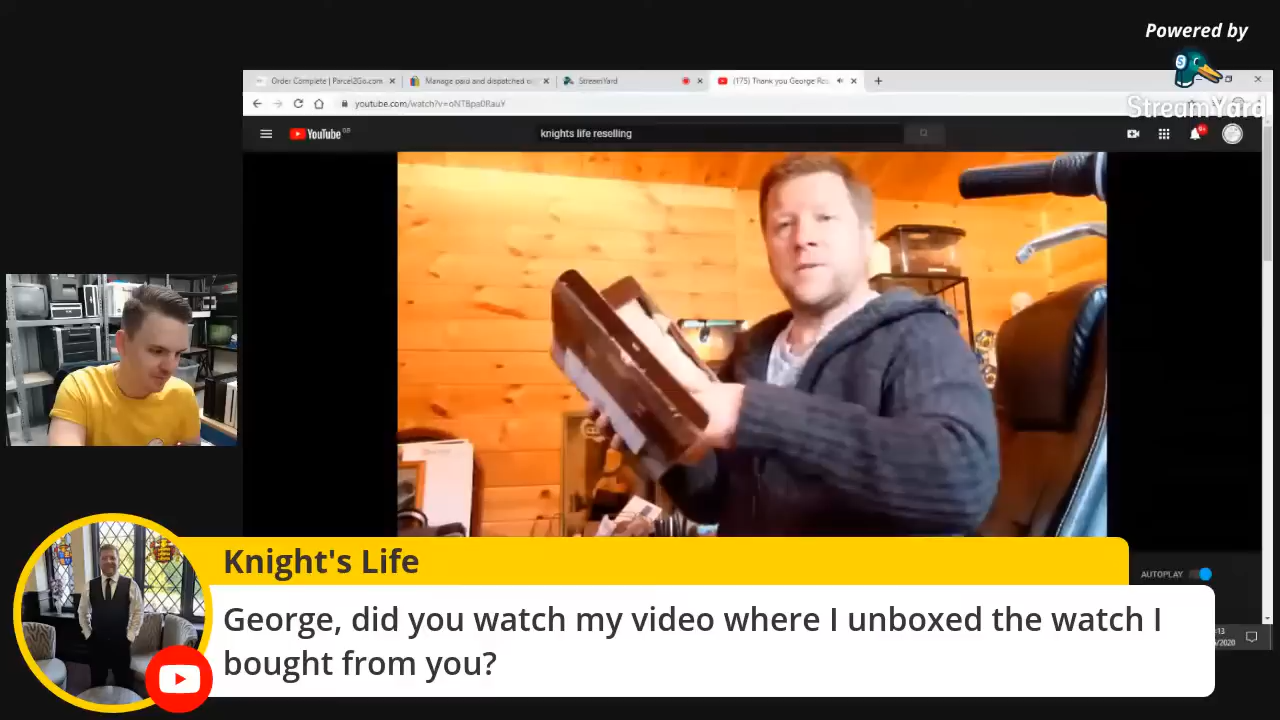 Powered by
StreamYard
Order Complete | Parcel2Go.com
Manage paid and dispatched o
StreamYard
(175) Thank you George Ros
youtube.com/watch?v=
YouTube
GB
knights life reselling
AUTOPLAY
Knight's Life
George, did you watch my video where I unboxed the watch I
bought from you?